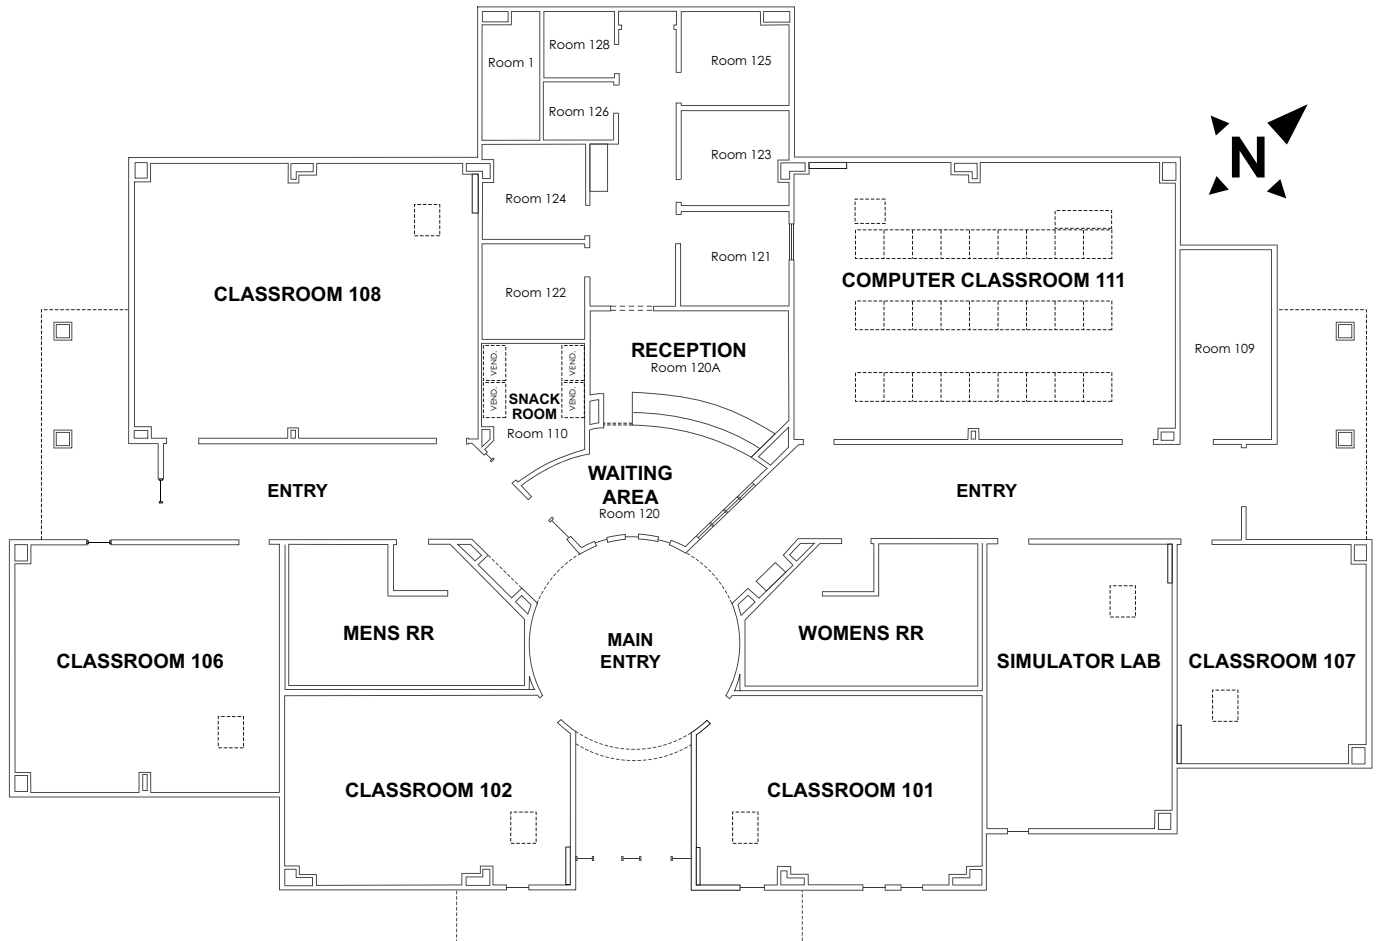 Room 1
Room 128
Room 125
Room 126
Room 123
N
Room 124
Room 121
Room 122
CLASSROOM 108
COMPUTER CLASSROOM 111
RECEPTION
Room 120A
Room 109
VEND.
VEND.
VEND.
VEND.
SNACK
ROOM
Room 110
WAITING
AREA
Room 120
ENTRY
ENTRY
MENS RR
MAIN
ENTRY
WOMENS RR
CLASSROOM 106
SIMULATOR LAB
CLASSROOM 107
CLASSROOM 102
CLASSROOM 101